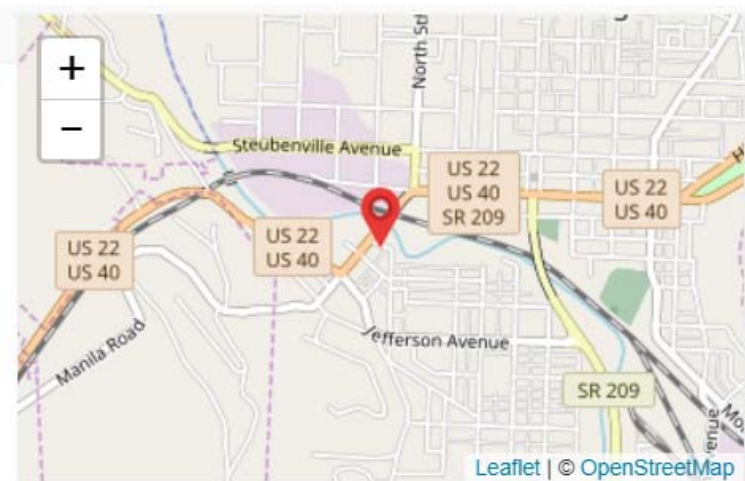 +
−
North St
Steubenville Avenue
US 22
US 40
SR 209
US 22
US 40
US 22
US 40
US 22
US 40
Manila Road
Jefferson Avenue
SR 209
Leaflet | © OpenStreetMap